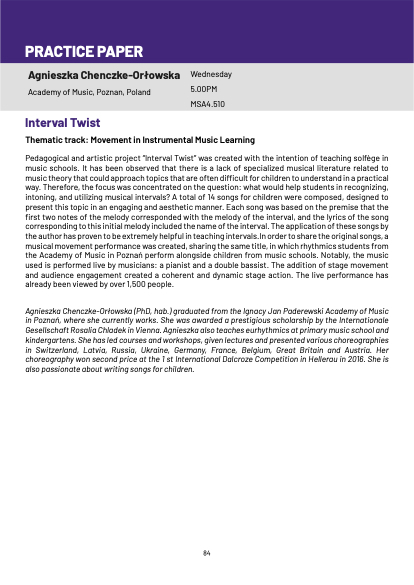 PRACTICE PAPER
Agnieszka Chenczke-Orłowska
Academy of Music, Poznan, Poland
Wednesday
5.00PM
MSA4.510
Interval Twist
Thematic track: Movement in Instrumental Music Learning
Pedagogical and artistic project "Interval Twist" was created with the intention of teaching solfège in
music schools. It has been observed that there is a lack of specialized musical literature related to
music theory that could approach topics that are often difficult for children to understand in a practical
way. Therefore, the focus was concentrated on the question: what would help students in recognizing,
intoning, and utilizing musical intervals? A total of 14 songs for children were composed, designed to
present this topic in an engaging and aesthetic manner. Each song was based on the premise that the
first two notes of the melody corresponded with the melody of the interval, and the lyrics of the song
corresponding to this initial melody included the name of the interval. The application of these songs by
the author has proven to be extremely helpful in teaching intervals.In order to share the original songs, a
musical movement performance was created, sharing the same title, in which rhythmics students from
the Academy of Music in Poznań perform alongside children from music schools. Notably, the music
used is performed live by musicians: a pianist and a double bassist. The addition of stage movement
and audience engagement created a coherent and dynamic stage action. The live performance has
already been viewed by over 1,500 people.
Agnieszka Chenczke-Orłowska (PhD, hab.) graduated from the Ignacy Jan Paderewski Academy of Music
in Poznań, where she currently works. She was awarded a prestigious scholarship by the Internationale
Gesellschaft Rosalia Chladek in Vienna. Agnieszka also teaches eurhythmics at primary music school and
kindergartens. She has led courses and workshops, given lectures and presented various choreographies
in Switzerland, Latvia, Russia, Ukraine, Germany, France, Belgium, Great Britain and Austria. Her
choreography won second price at the 1 st International Dalcroze Competition in Hellerau in 2016. She is
also passionate about writing songs for children.
84